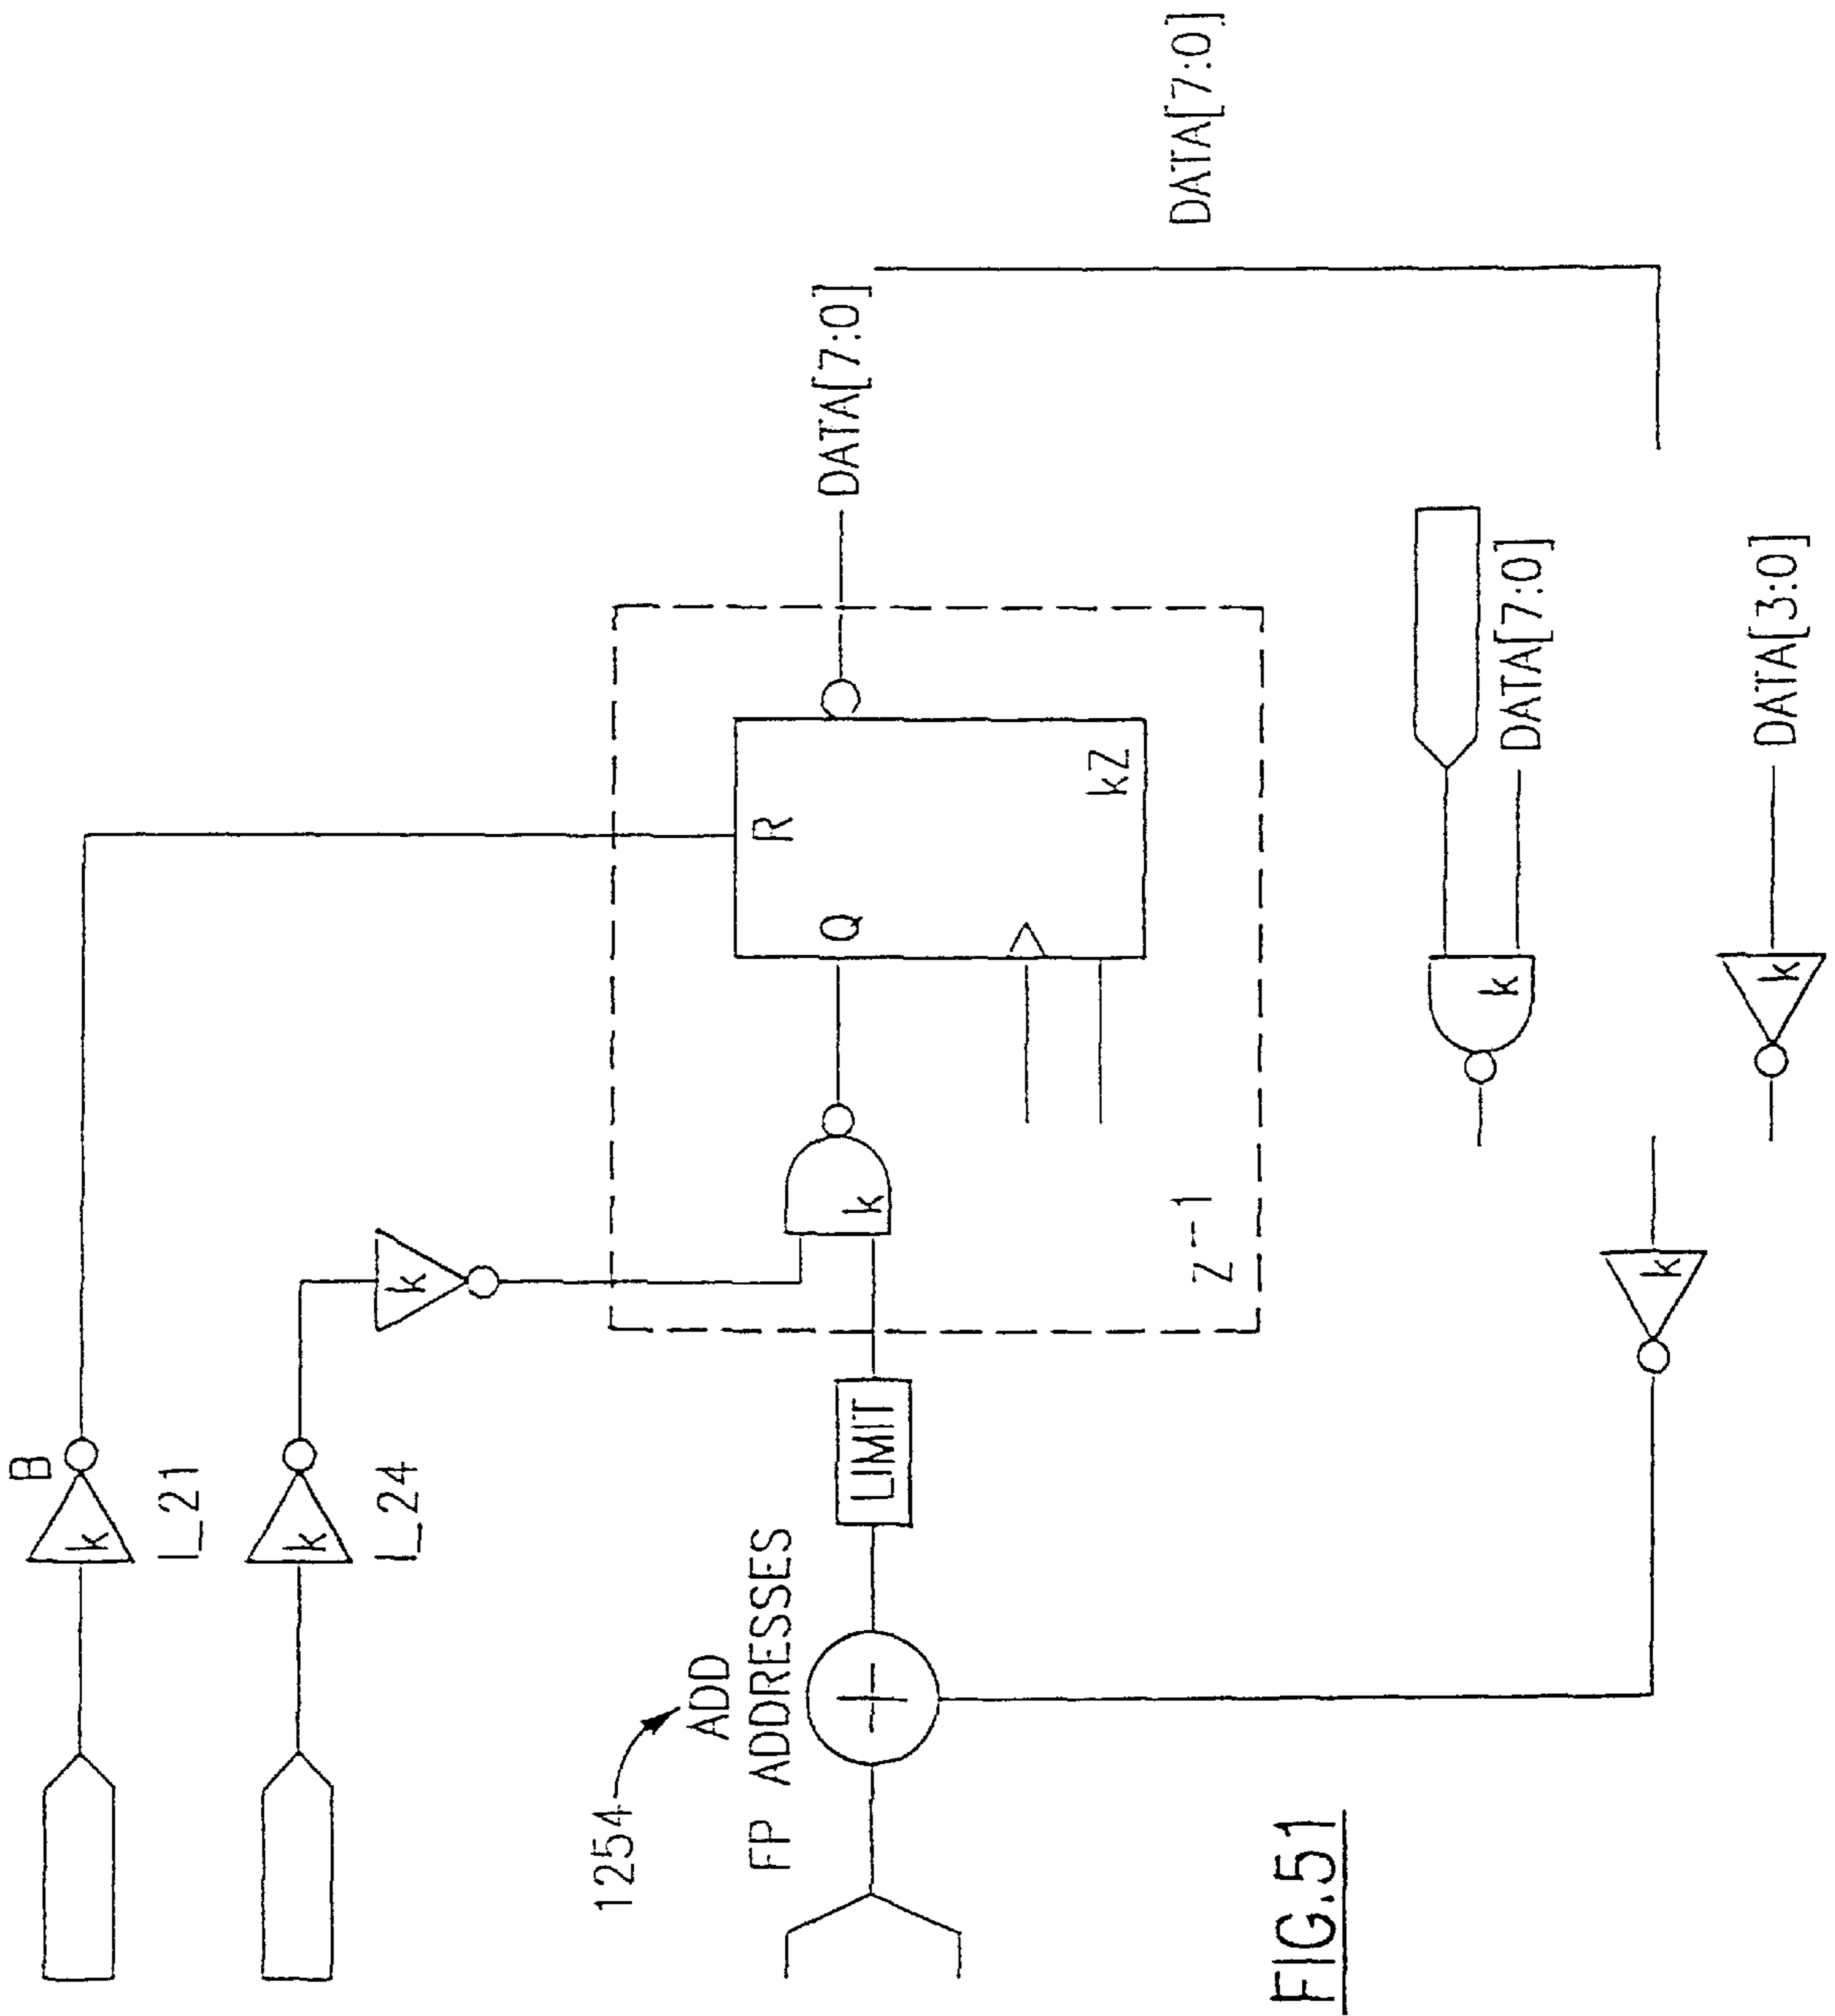 B
k
I_21
k
I_24
k
1254
ADD
FP ADDRESSES
LIMIT
k
Q
R
kZ
Z-1
DATA[7:0]
DATA[7:0]
k
DATA[7:0]
k
k
DATA[3:0]
FIG.51